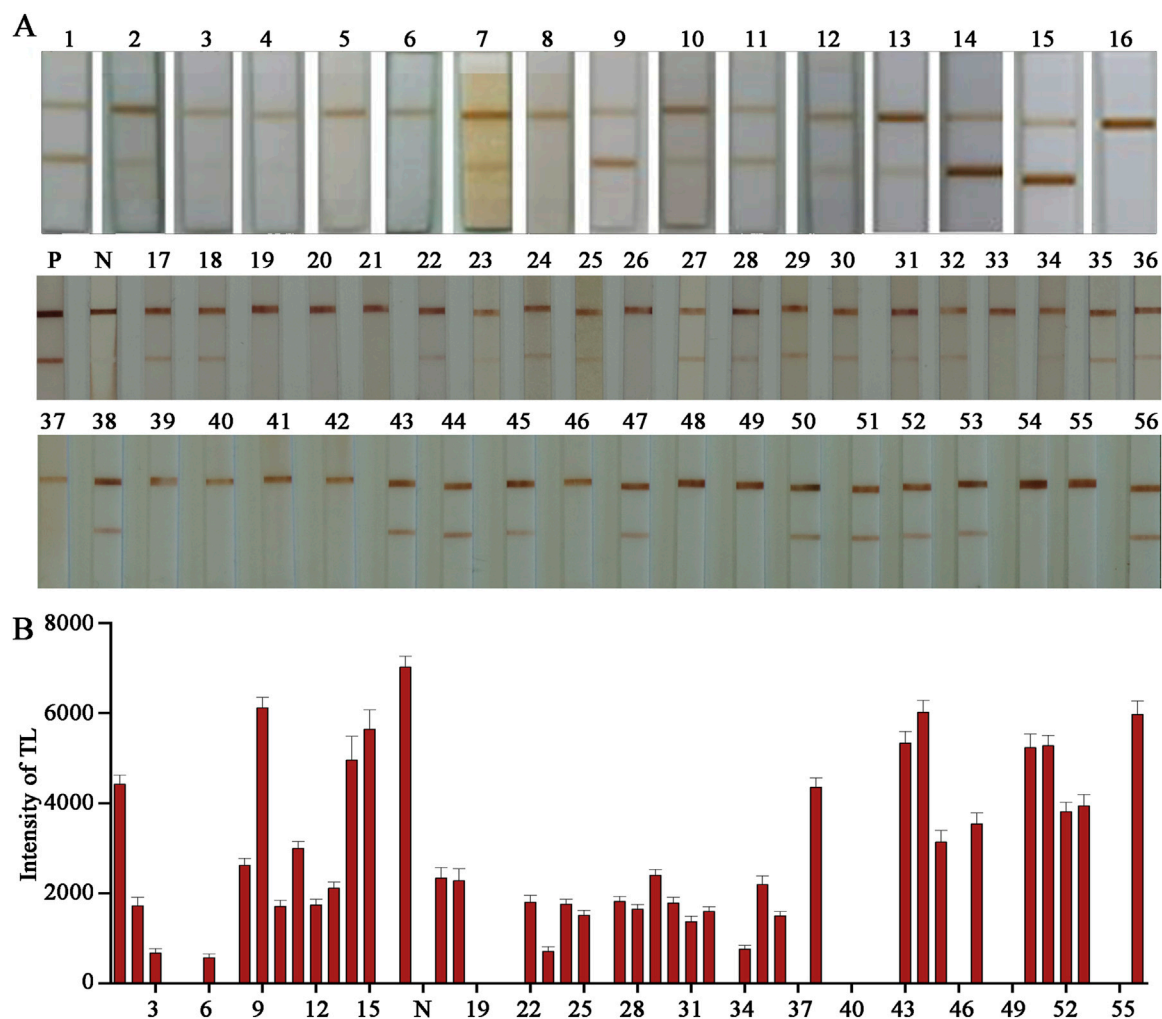 A
1 2 3 4 5 6 7 8 9 10 11 12 13 14 15 16
P N 17 18 19 20 21 22 23 24 25 26 27 28 29 30 31 32 33 34 35 36
37 38 39 40 41 42 43 44 45 46 47 48 49 50 51 52 53 54 55 56
B
Intensity of TL
8000
6000
4000
2000
0
3 6 9 12 15 N 19 22 25 28 31 34 37 40 43 46 49 52 55